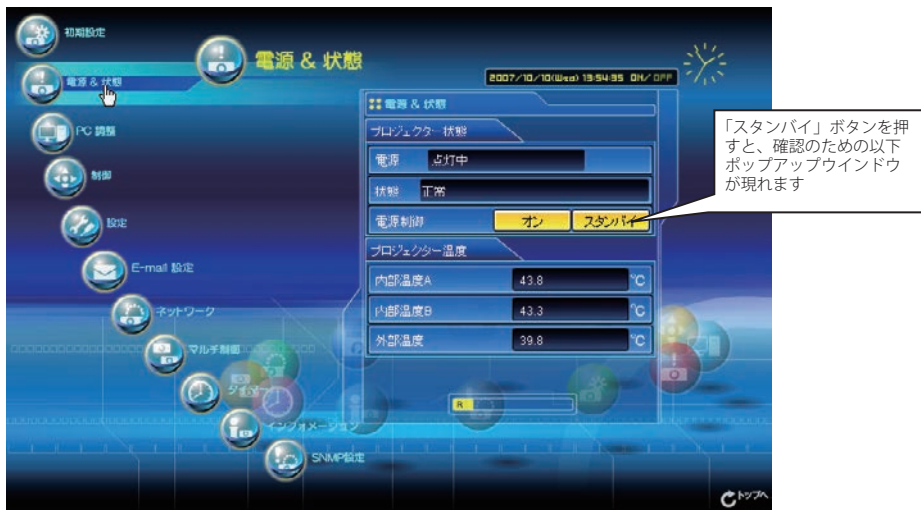 初期設定
電源 & 状態
電源 & 状態
2007/10/10(Wed) 13:54:35 ON/OFF
電源 & 状態
プロジェクター状態
電源 点灯中
状態 正常
電源制御 オン スタンバイ
プロジェクター温度
内部温度A 43.8 °C
内部温度B 43.3 °C
外部温度 39.8 °C
R
「スタンバイ」ボタンを押
すと、確認のための以下
ポップアップウインドウ
が現れます
PC 調整
制御
設定
E-mail 設定
ネットワーク
マルチ制御
タイマー
インフォメーション
SNMP設定
トップへ